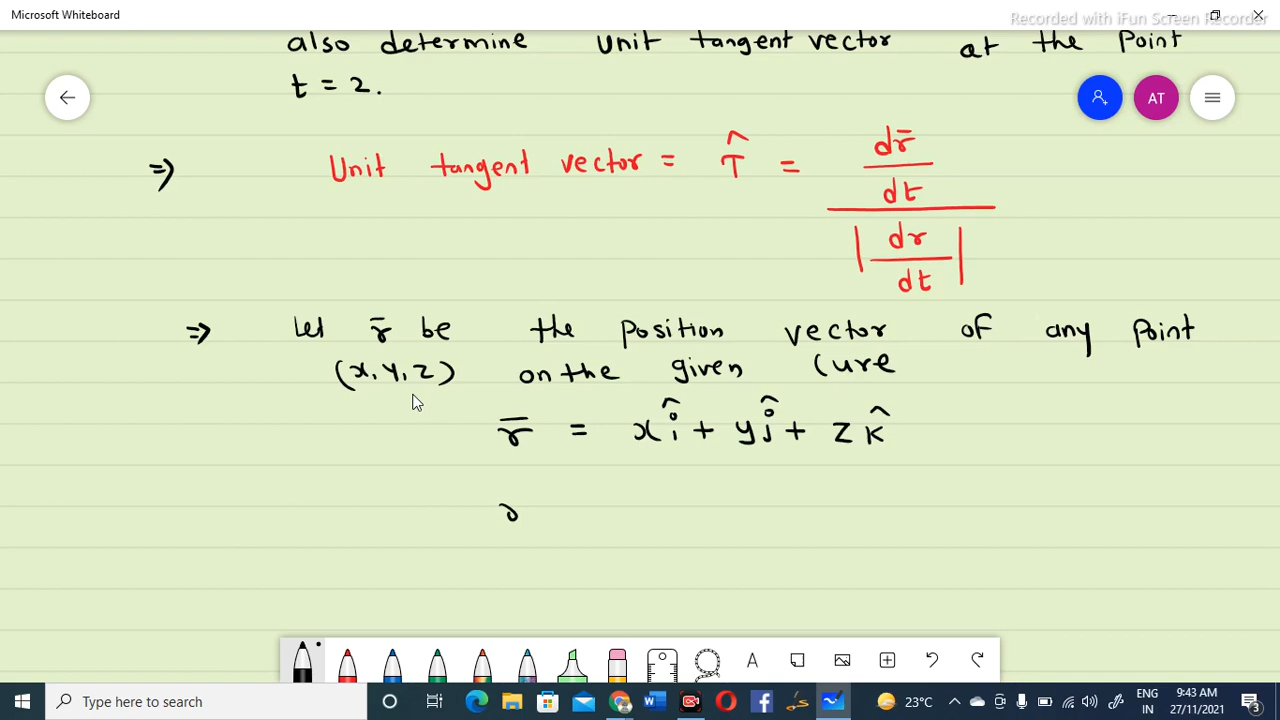 Microsoft Whiteboard
Recorded with iFun Screen Recorder
also determine unit tangent vector at the point
t = 2.
AT
⇒ Unit tangent vector = T̂ = dr̄/dt / |dr/dt|
⇒ Let r̄ be the position vector of any point
(x, y, z) on the given Cure
r̄ = xî + yĵ + zk̂
A
Type here to search
23°C
ENG
IN
9:43 AM
27/11/2021
3